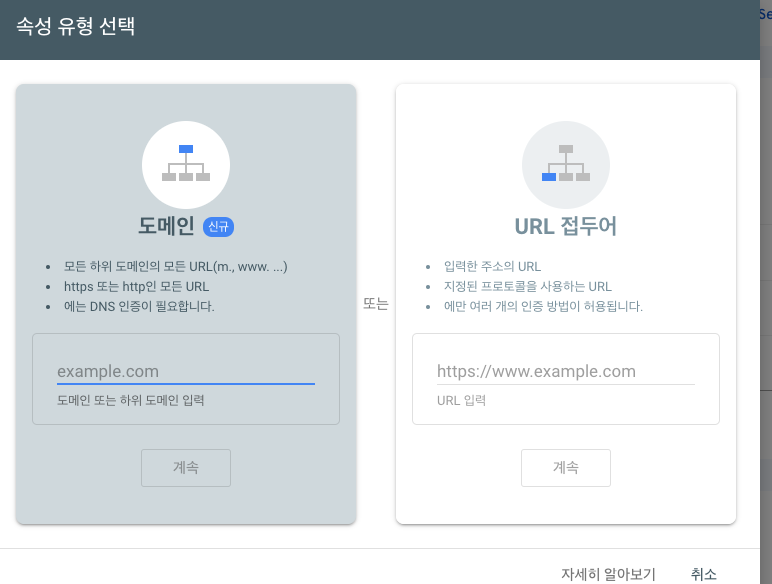 속성 유형 선택
Se
도메인 신규
모든 하위 도메인의 모든 URL(m., www. ...)
https 또는 http인 모든 URL
에는 DNS 인증이 필요합니다.
example.com
도메인 또는 하위 도메인 입력
계속
또는
URL 접두어
입력한 주소의 URL
지정된 프로토콜을 사용하는 URL
에만 여러 개의 인증 방법이 허용됩니다.
https://www.example.com
URL 입력
계속
자세히 알아보기 취소